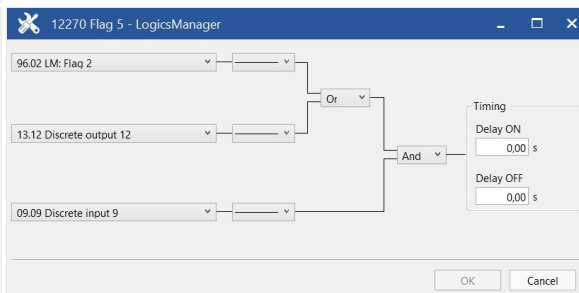 12270 Flag 5 - LogicsManager
96.02 LM: Flag 2
Or
Timing
13.12 Discrete output 12
Delay ON
0,00 s
And
Delay OFF
0,00 s
09.09 Discrete input 9
OK Cancel